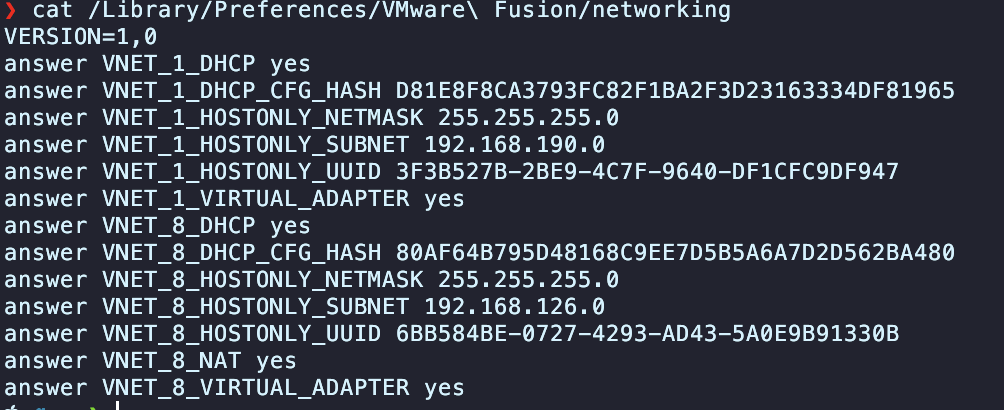 ❯ cat /Library/Preferences/VMware\ Fusion/networking
VERSION=1,0
answer VNET_1_DHCP yes
answer VNET_1_DHCP_CFG_HASH D81E8F8CA3793FC82F1BA2F3D23163334DF81965
answer VNET_1_HOSTONLY_NETMASK 255.255.255.0
answer VNET_1_HOSTONLY_SUBNET 192.168.190.0
answer VNET_1_HOSTONLY_UUID 3F3B527B-2BE9-4C7F-9640-DF1CFC9DF947
answer VNET_1_VIRTUAL_ADAPTER yes
answer VNET_8_DHCP yes
answer VNET_8_DHCP_CFG_HASH 80AF64B795D48168C9EE7D5B5A6A7D2D562BA480
answer VNET_8_HOSTONLY_NETMASK 255.255.255.0
answer VNET_8_HOSTONLY_SUBNET 192.168.126.0
answer VNET_8_HOSTONLY_UUID 6BB584BE-0727-4293-AD43-5A0E9B91330B
answer VNET_8_NAT yes
answer VNET_8_VIRTUAL_ADAPTER yes